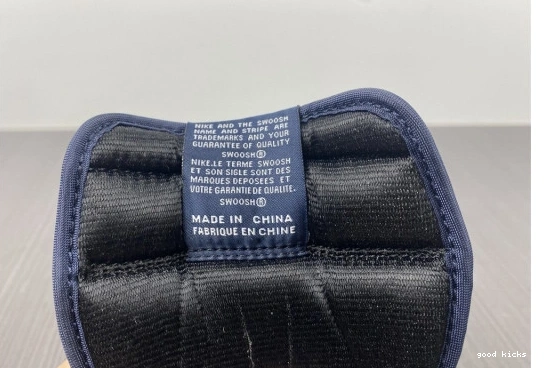 NIKE AND THE SWOOSH
NAME AND STRIPE ARE
TRADEMARKS AND YOUR
GUARANTEE OF QUALITY
SWOOSH®
NIKE.LE TERME SWOOSH
ET SON SIGLE SONT DES
MARQUES DEPOSEES ET
VOTRE GARANTIE DE QUALITE.
SWOOSH®
MADE IN CHINA
FABRIQUE EN CHINE
good kicks